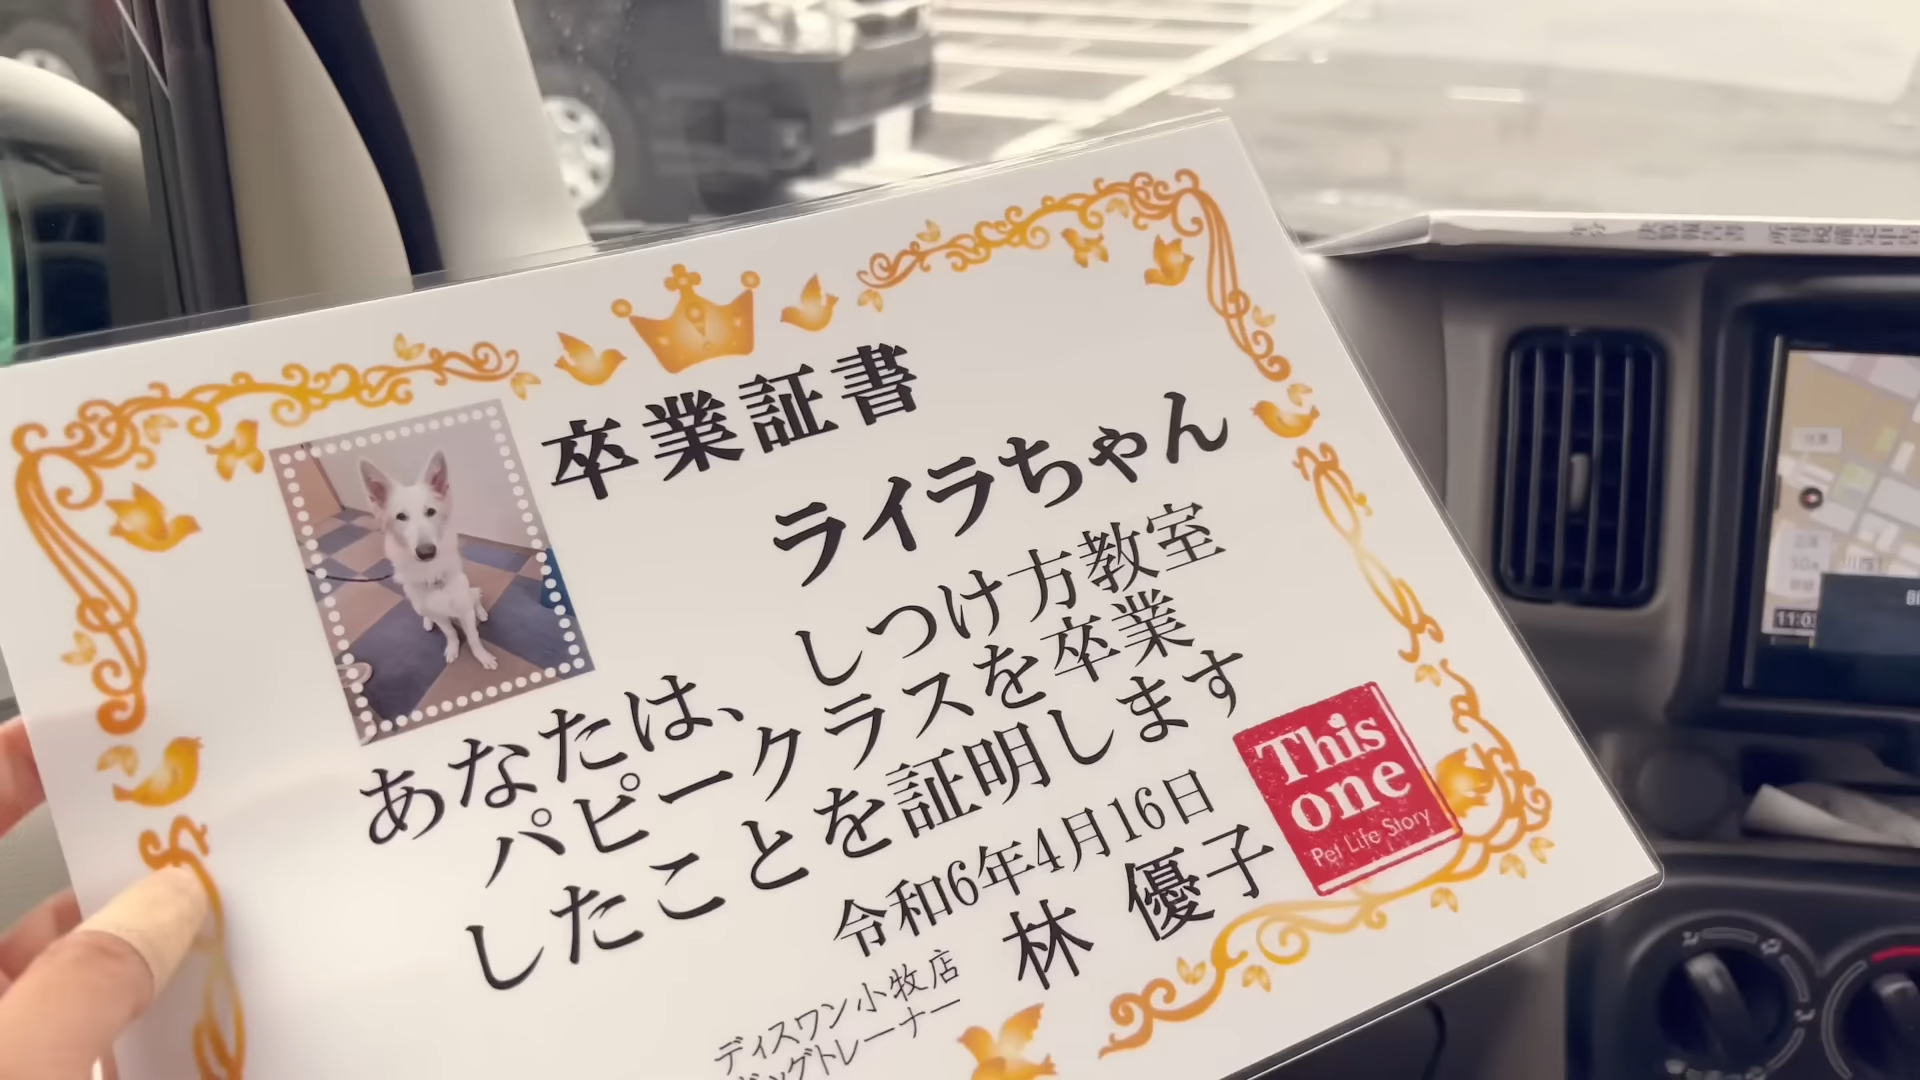 卒業証書
ライラちゃん
しつけ方教室
あなたは、
パピークラスを卒業
したことを証明します
令和6年4月16日
ディスワン小牧店
ドッグトレーナー
林 優子
This
one
Pet Life Story